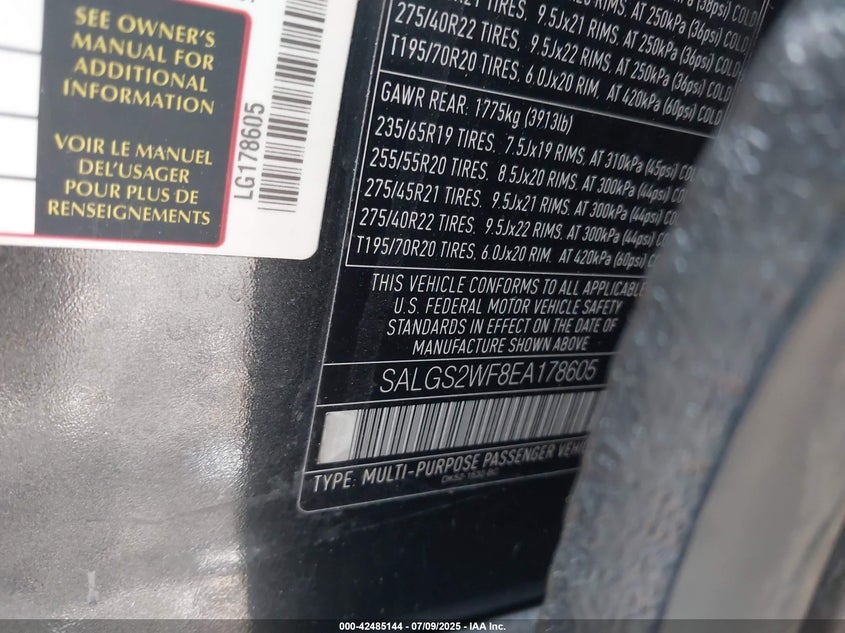 SEE OWNER'S
MANUAL FOR
ADDITIONAL
INFORMATION
VOIR LE MANUEL
DEL'USAGER
POUR PLUS DE
RENSEIGNEMENTS
LG178605
RIMS, AT 250kPa (36psi) COLD
275/40R22 TIRES, 9.5Jx22 RIMS, AT 250kPa (36psi) COLD
T195/70R20 TIRES, 6.0Jx20 RIM, AT 420kPa (60psi) COLD
GAWR REAR: 1775kg (3913lb)
235/65R19 TIRES, 7.5Jx19 RIMS, AT 310kPa (45psi)
255/55R20 TIRES, 8.5Jx20 RIMS, AT 300kPa (44psi)
275/45R21 TIRES, 9.5Jx21 RIMS, AT 300kPa (44psi)
275/40R22 TIRES, 9.5Jx22 RIMS, AT 300kPa (44psi)
T195/70R20 TIRES, 6.0Jx20 RIM, AT 420kPa (60psi)
THIS VEHICLE CONFORMS TO ALL APPLICABLE
U.S. FEDERAL MOTOR VEHICLE SAFETY
STANDARDS IN EFFECT ON THE DATE OF
MANUFACTURE SHOWN ABOVE
SALGS2WF8EA178605
TYPE: MULTI-PURPOSE PASSENGER
000-42485144 - 07/09/2025 - IAA Inc.